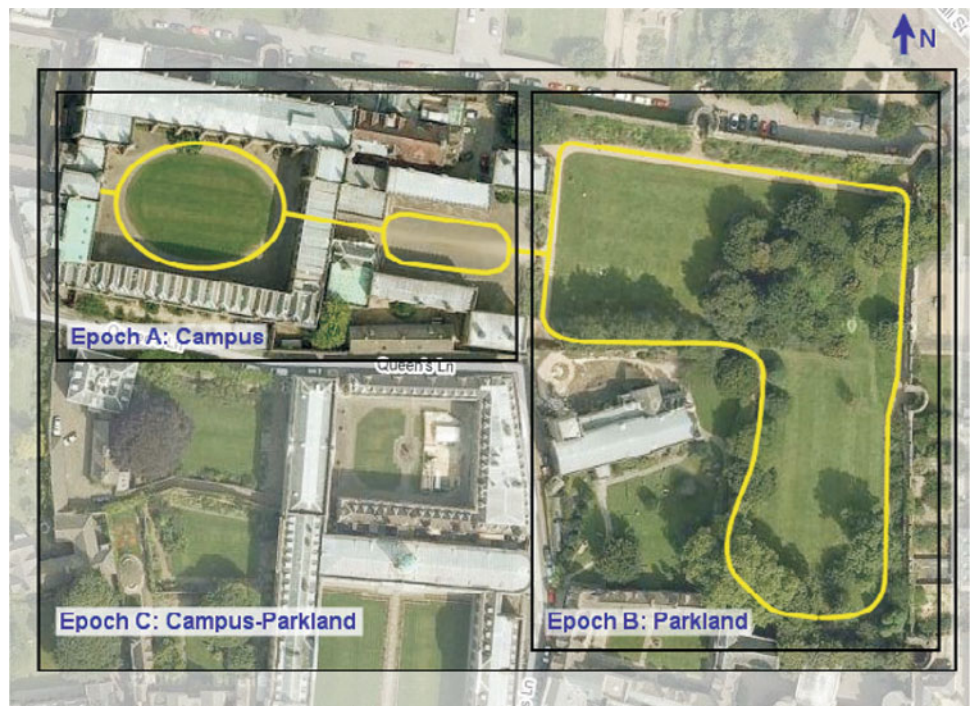 N
Epoch A: Campus
Queen's Ln
Epoch C: Campus-Parkland
Epoch B: Parkland